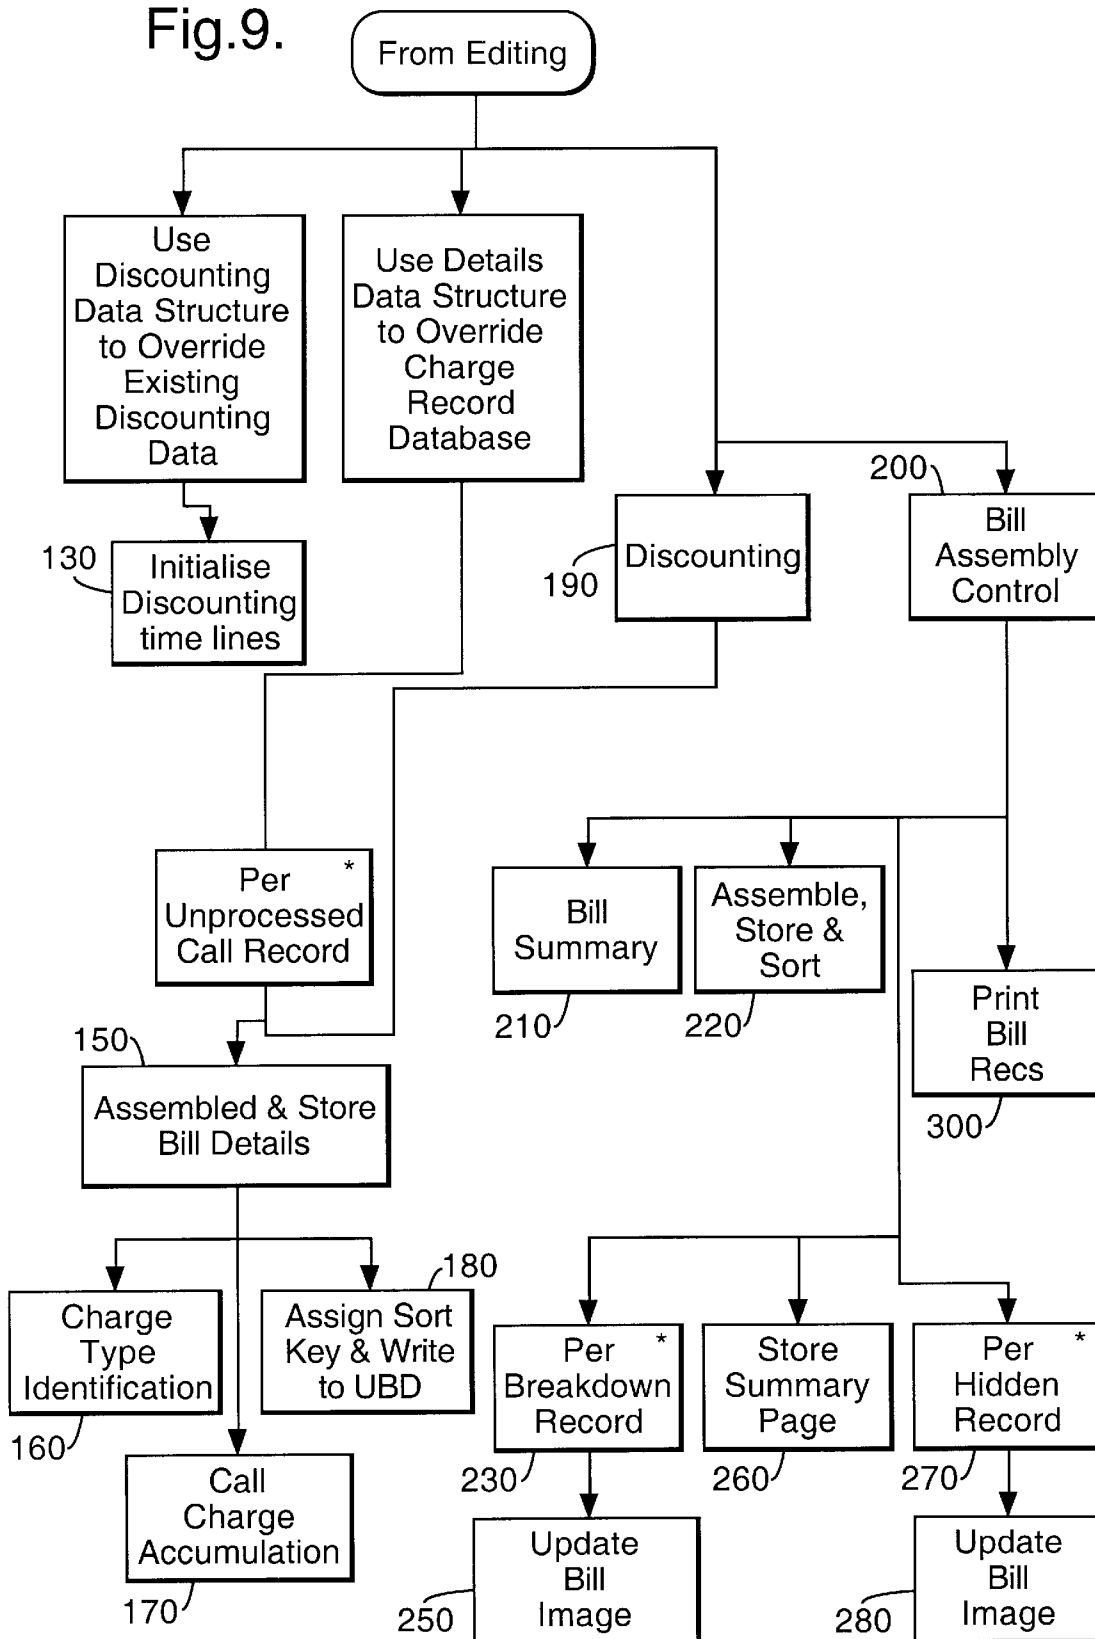 Fig.9.
From Editing
Use
Discounting
Data Structure
to Override
Existing
Discounting
Data
Use Details
Data Structure
to Override
Charge
Record
Database
200
Bill
Assembly
Control
Discounting
190
130
Initialise
Discounting
time lines
Per *
Unprocessed
Call Record
Bill
Summary
210
Assemble,
Store &
Sort
220
Print
Bill
Recs
300
150
Assembled & Store
Bill Details
180
Charge
Type
Identification
160
Assign Sort
Key & Write
to UBD
Call
Charge
Accumulation
170
Per *
Breakdown
Record
230
Store
Summary
Page
260
Per *
Hidden
Record
270
Update
Bill
Image
250
Update
Bill
Image
280